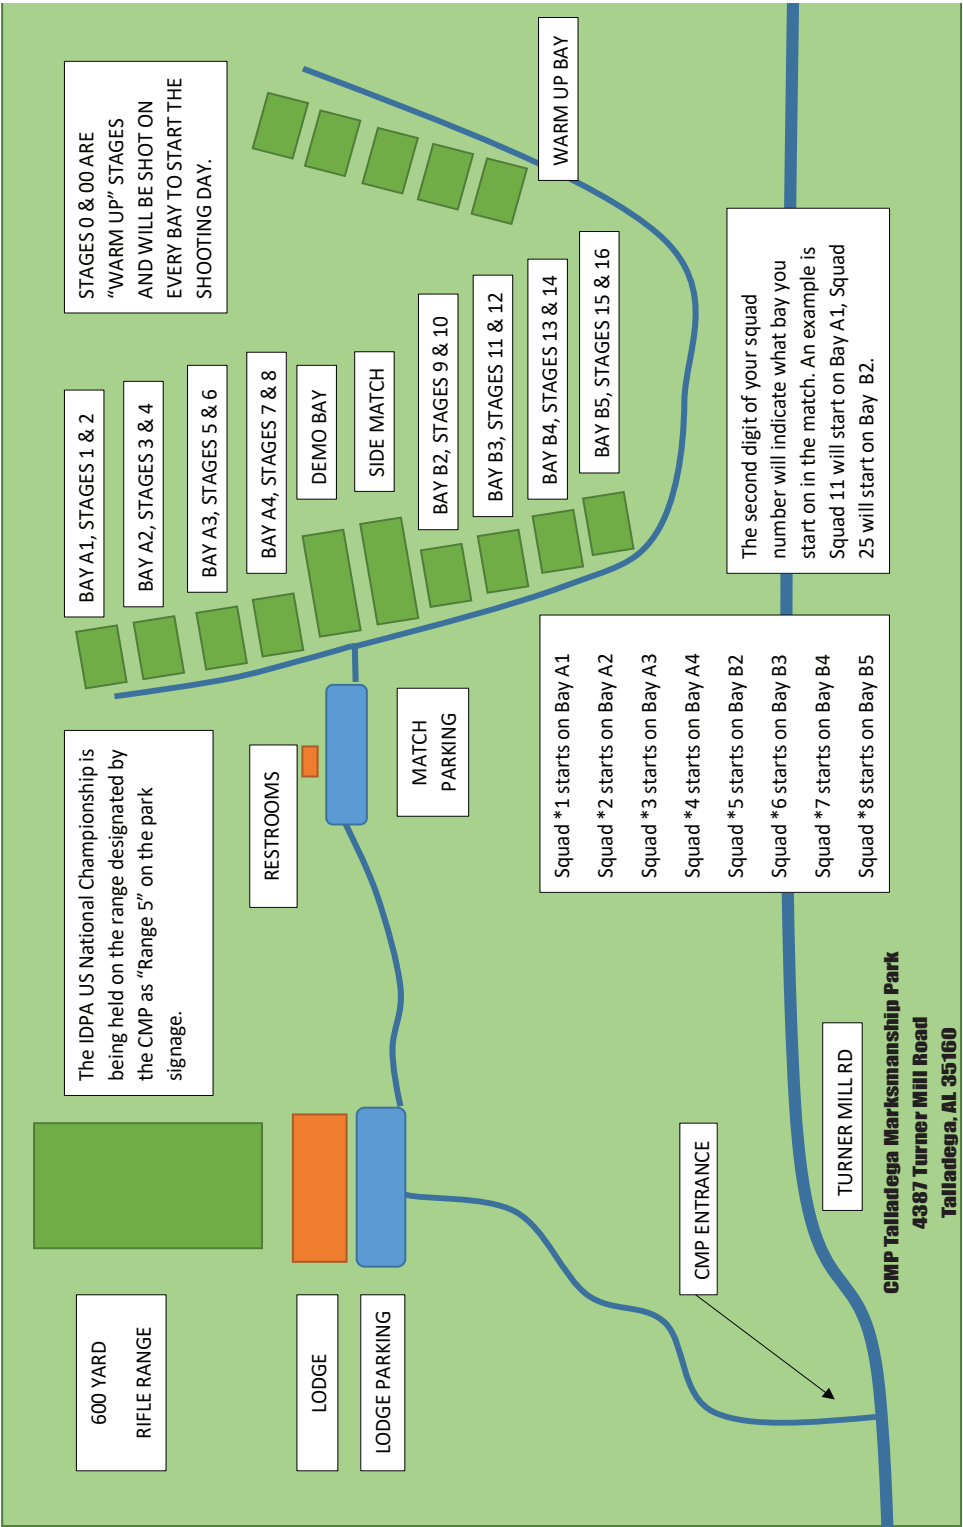 600 YARD
RIFLE RANGE
LODGE
LODGE PARKING
The IDPA US National Championship is
being held on the range designated by
the CMP as “Range 5” on the park
signage.
RESTROOMS
MATCH
PARKING
BAY A1, STAGES 1 & 2
BAY A2, STAGES 3 & 4
BAY A3, STAGES 5 & 6
BAY A4, STAGES 7 & 8
DEMO BAY
SIDE MATCH
BAY B2, STAGES 9 & 10
BAY B3, STAGES 11 & 12
BAY B4, STAGES 13 & 14
BAY B5, STAGES 15 & 16
STAGES 0 & 00 ARE
“WARM UP” STAGES
AND WILL BE SHOT ON
EVERY BAY TO START THE
SHOOTING DAY.
WARM UP BAY
CMP ENTRANCE
TURNER MILL RD
Squad *1 starts on Bay A1
Squad *2 starts on Bay A2
Squad *3 starts on Bay A3
Squad *4 starts on Bay A4
Squad *5 starts on Bay B2
Squad *6 starts on Bay B3
Squad *7 starts on Bay B4
Squad *8 starts on Bay B5
The second digit of your squad
number will indicate what bay you
start on in the match. An example is
Squad 11 will start on Bay A1, Squad
25 will start on Bay B2.
CMP Talladega Marksmanship Park
4387 Turner Mill Road
Talladega, AL 35160